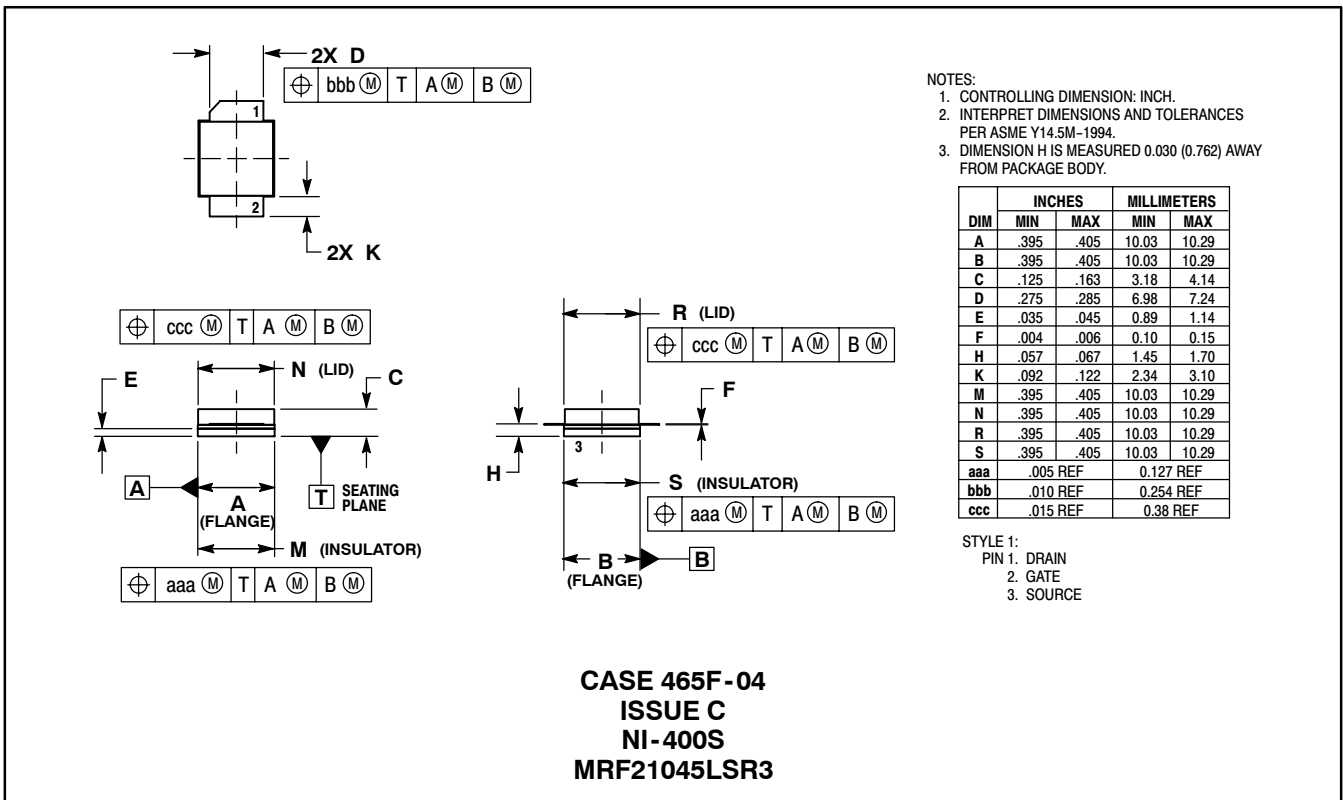 2X D
⌖ bbb Ⓜ T A Ⓜ B Ⓜ
1
2
2X K
⌖ ccc Ⓜ T A Ⓜ B Ⓜ
E
N (LID)
C
A
A
(FLANGE)
T SEATING
PLANE
M (INSULATOR)
⌖ aaa Ⓜ T A Ⓜ B Ⓜ
R (LID)
⌖ ccc Ⓜ T A Ⓜ B Ⓜ
F
3
H
S (INSULATOR)
⌖ aaa Ⓜ T A Ⓜ B Ⓜ
B
B
(FLANGE)
NOTES:
1. CONTROLLING DIMENSION: INCH.
2. INTERPRET DIMENSIONS AND TOLERANCES
PER ASME Y14.5M-1994.
3. DIMENSION H IS MEASURED 0.030 (0.762) AWAY
FROM PACKAGE BODY.
INCHES MILLIMETERS
DIM MIN MAX MIN MAX
A .395 .405 10.03 10.29
B .395 .405 10.03 10.29
C .125 .163 3.18 4.14
D .275 .285 6.98 7.24
E .035 .045 0.89 1.14
F .004 .006 0.10 0.15
H .057 .067 1.45 1.70
K .092 .122 2.34 3.10
M .395 .405 10.03 10.29
N .395 .405 10.03 10.29
R .395 .405 10.03 10.29
S .395 .405 10.03 10.29
aaa .005 REF 0.127 REF
bbb .010 REF 0.254 REF
ccc .015 REF 0.38 REF
STYLE 1:
PIN 1. DRAIN
2. GATE
3. SOURCE
CASE 465F-04
ISSUE C
NI-400S
MRF21045LSR3